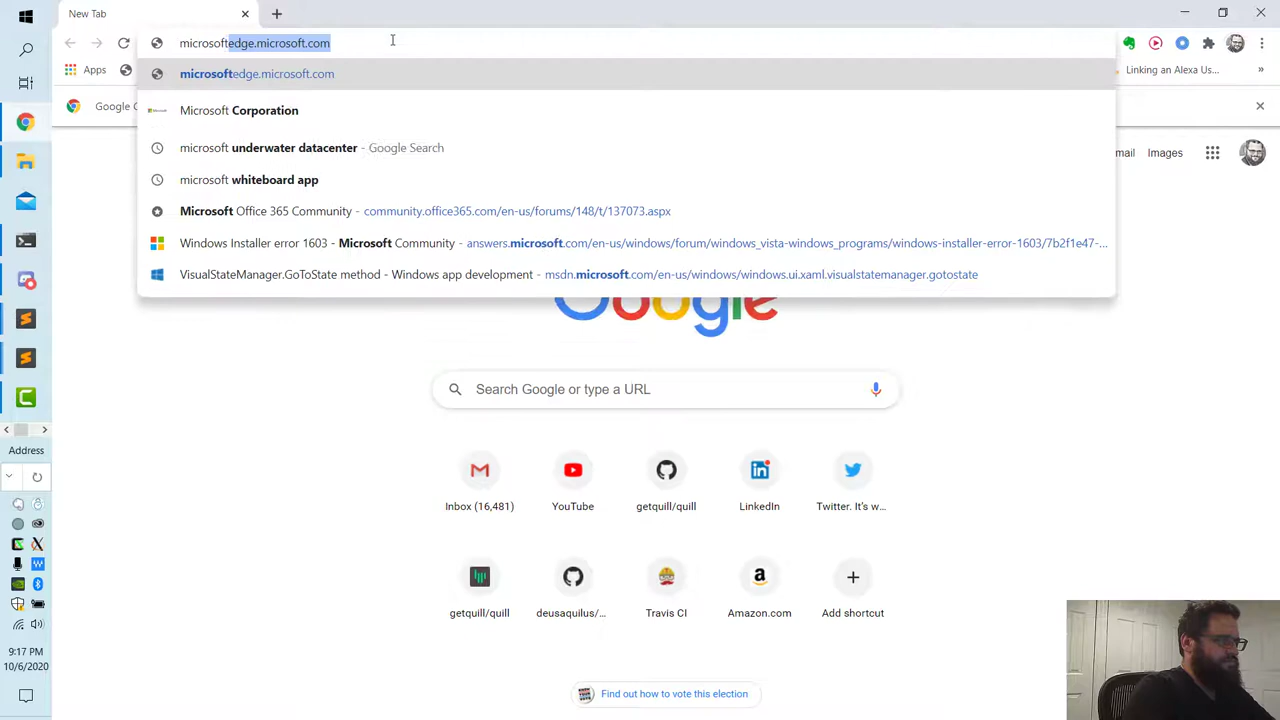 New Tab
microsoftedge.microsoft.com
microsoftedge.microsoft.com
Microsoft Corporation
microsoft underwater datacenter - Google Search
microsoft whiteboard app
Microsoft Office 365 Community - community.office365.com/en-us/forums/148/t/137073.aspx
Windows Installer error 1603 - Microsoft Community - answers.microsoft.com/en-us/windows/forum/windows_vista-windows_programs/windows-installer-error-1603/7b2f1e47-...
VisualStateManager.GoToState method - Windows app development - msdn.microsoft.com/en-us/windows/windows.ui.xaml.visualstatemanager.gotostate
Apps
Linking an Alexa Us...
»
Google C
mail Images
Google
Search Google or type a URL
Inbox (16,481) YouTube getquill/quill LinkedIn Twitter. It's w...
getquill/quill deusaquilus/... Travis CI Amazon.com Add shortcut
Find out how to vote this election
Address
9:17 PM
10/6/2020